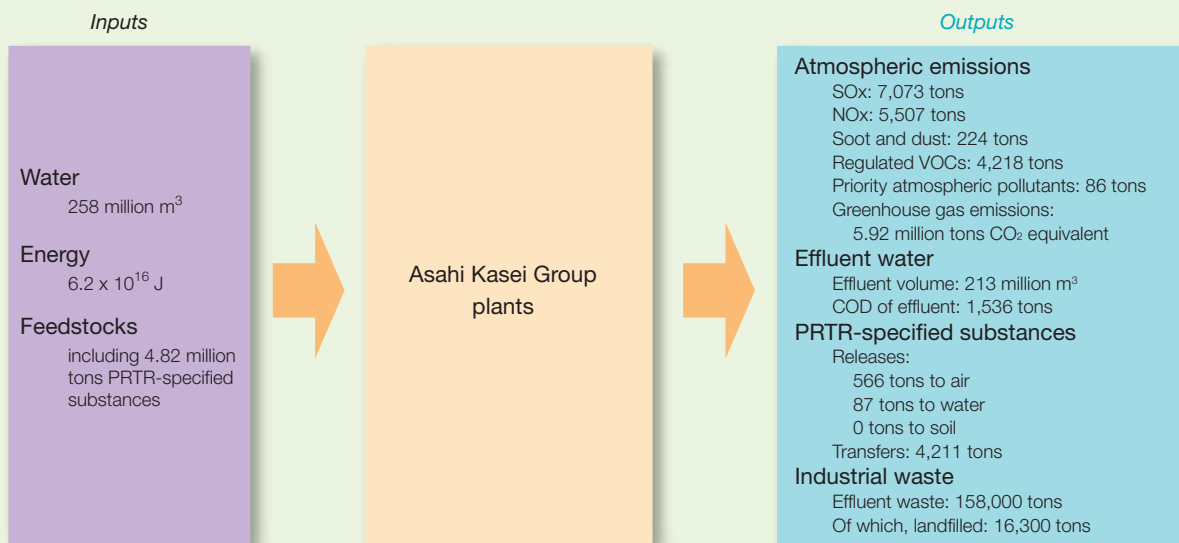 Inputs
Water
258 million m³
Energy
6.2 x 10¹⁶ J
Feedstocks
including 4.82 million
tons PRTR-specified
substances
Asahi Kasei Group
plants
Outputs
Atmospheric emissions
SOx: 7,073 tons
NOx: 5,507 tons
Soot and dust: 224 tons
Regulated VOCs: 4,218 tons
Priority atmospheric pollutants: 86 tons
Greenhouse gas emissions:
5.92 million tons CO₂ equivalent
Effluent water
Effluent volume: 213 million m³
COD of effluent: 1,536 tons
PRTR-specified substances
Releases:
566 tons to air
87 tons to water
0 tons to soil
Transfers: 4,211 tons
Industrial waste
Effluent waste: 158,000 tons
Of which, landfilled: 16,300 tons